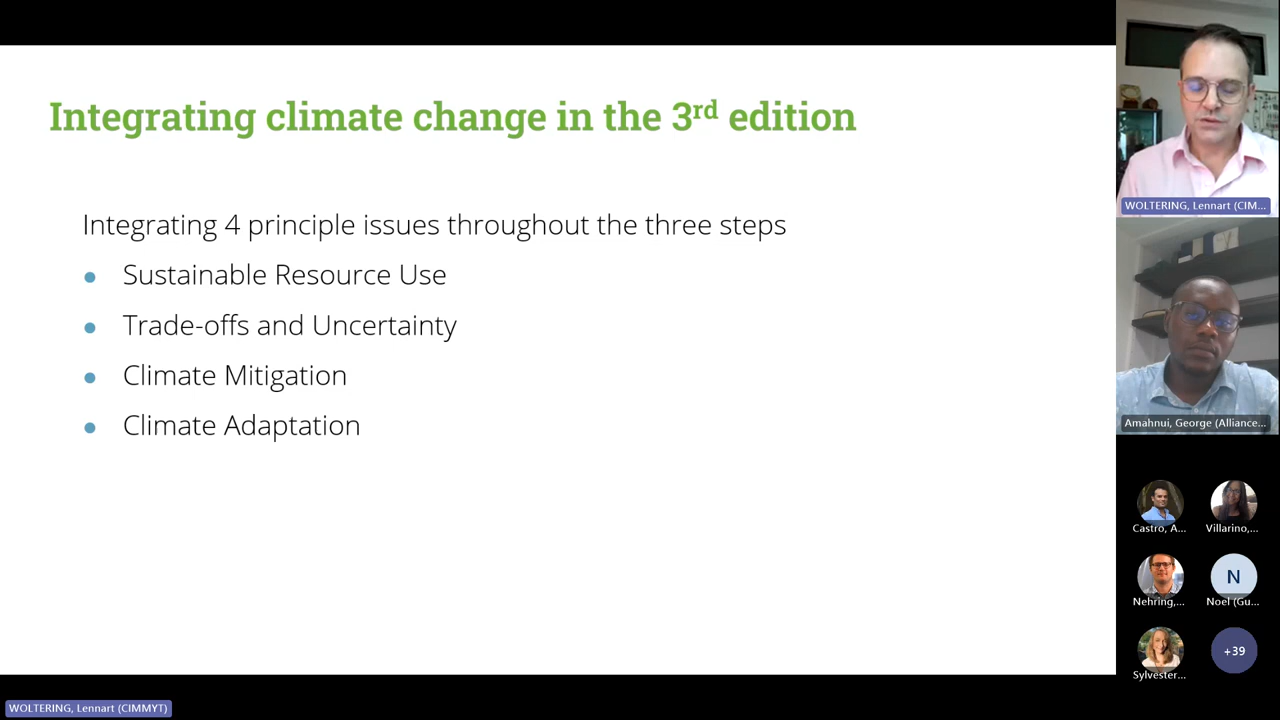 Integrating climate change in the 3rd edition
Integrating 4 principle issues throughout the three steps
Sustainable Resource Use
Trade-offs and Uncertainty
Climate Mitigation
Climate Adaptation
WOLTERING, Lennart (CIM...
Amahnui, George (Alliance...
Castro, A...
Villarino,...
Nehring,...
N
Noel (Gu...
Sylvester...
+39
WOLTERING, Lennart (CIMMYT)